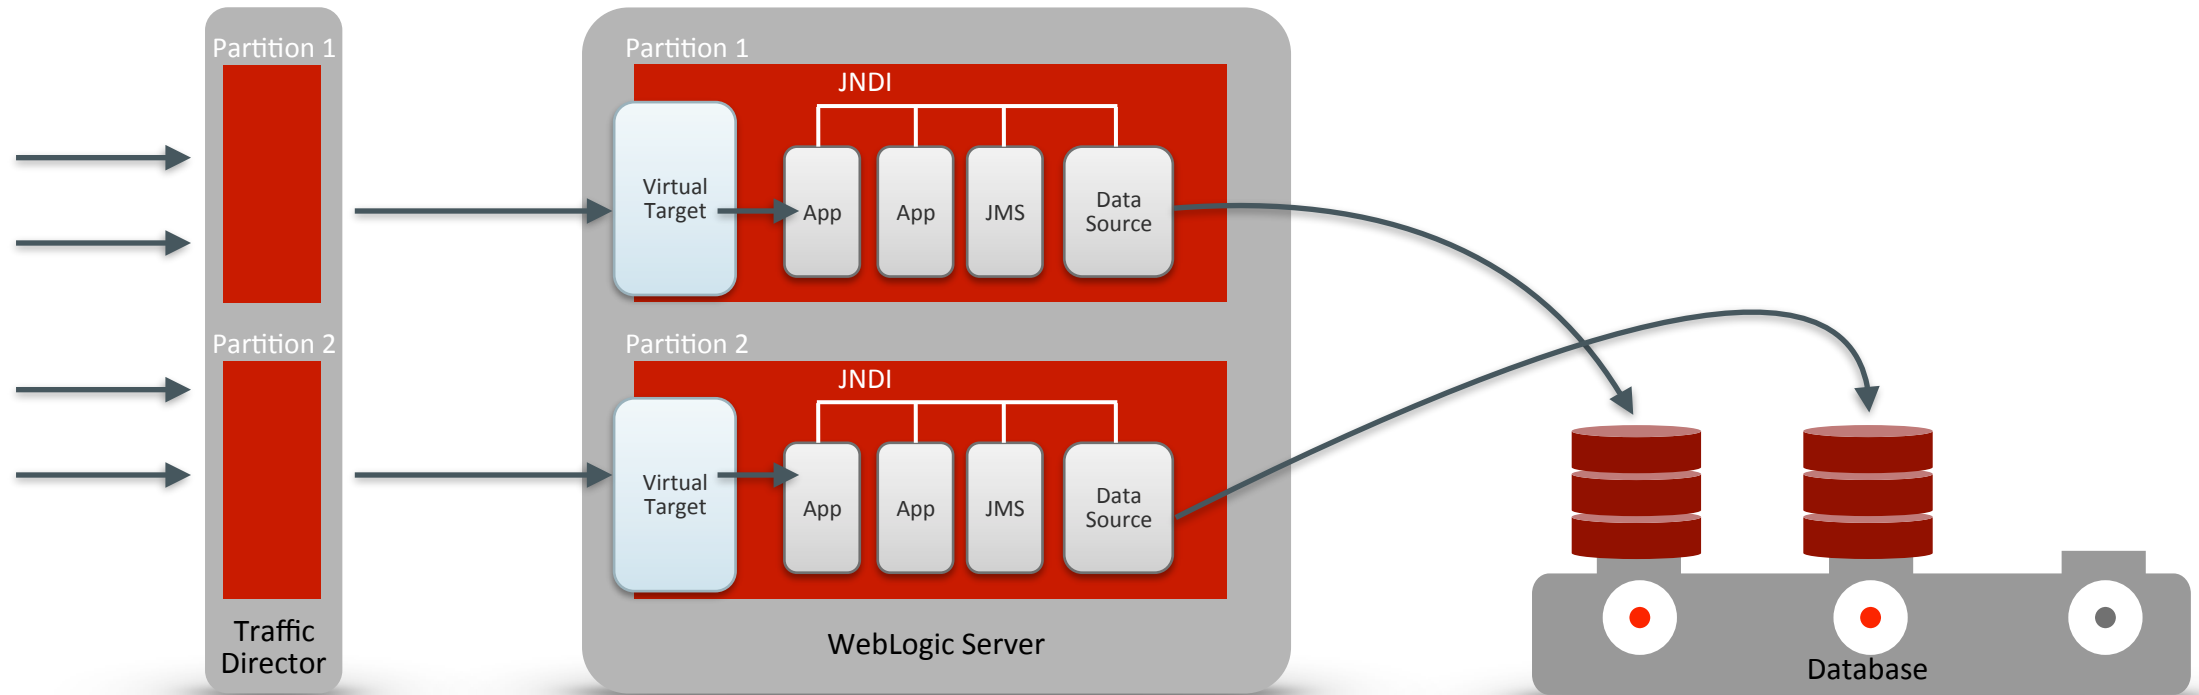 Partition 1
Partition 2
Traffic
Director
Partition 1
JNDI
Virtual
Target
App
App
JMS
Data
Source
Partition 2
JNDI
Virtual
Target
App
App
JMS
Data
Source
WebLogic Server
Database